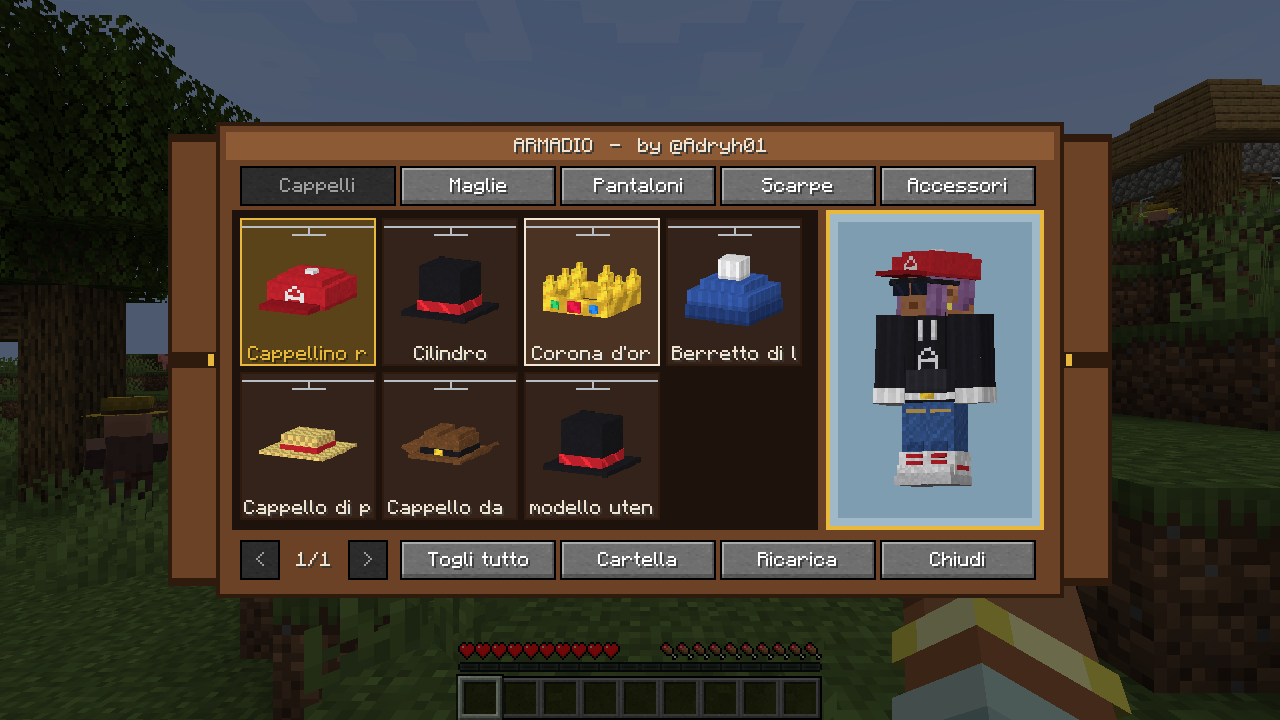 ARMADIO - by @Adryh01
Cappelli
Maglie
Pantaloni
Scarpe
Accessori
Cappellino r
Cilindro
Corona d'or
Berretto di l
Cappello di p
Cappello da
modello uten
A
A
A
< 1/1 >
Togli tutto
Cartella
Ricarica
Chiudi